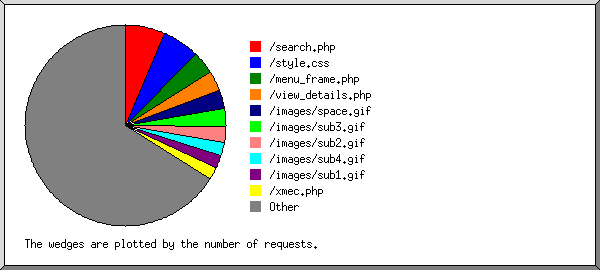 /search.php
/style.css
/menu_frame.php
/view_details.php
/images/space.gif
/images/sub3.gif
/images/sub2.gif
/images/sub4.gif
/images/sub1.gif
/xmec.php
Other
The wedges are plotted by the number of requests.